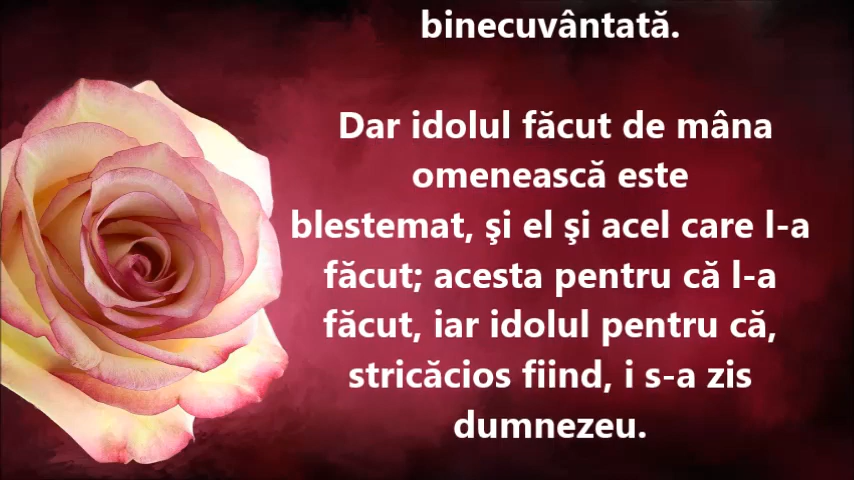 binecuvântată.
Dar idolul făcut de mâna
omenească este
blestemat, şi el şi acel care l-a
făcut; acesta pentru că l-a
făcut, iar idolul pentru că,
stricăcios fiind, i s-a zis
dumnezeu.